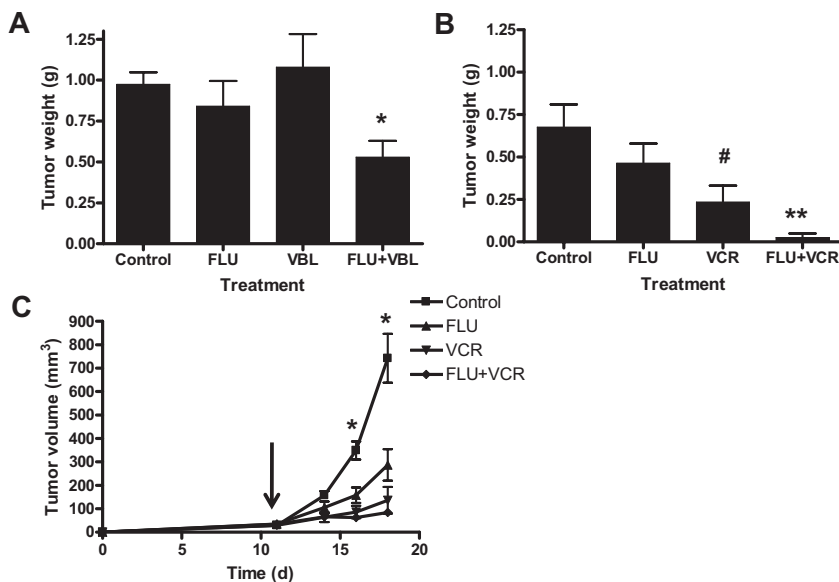 A
Tumor weight (g)
1.25
1.00
0.75
0.50
0.25
0.00
*
Control FLU VBL FLU+VBL
Treatment
B
Tumor weight (g)
1.25
1.00
0.75
0.50
0.25
0.00
#
**
Control FLU VCR FLU+VCR
Treatment
C
Tumor volume (mm³)
900
800
700
600
500
400
300
200
100
0
*
*
0 5 10 15 20
Time (d)
Control
FLU
VCR
FLU+VCR